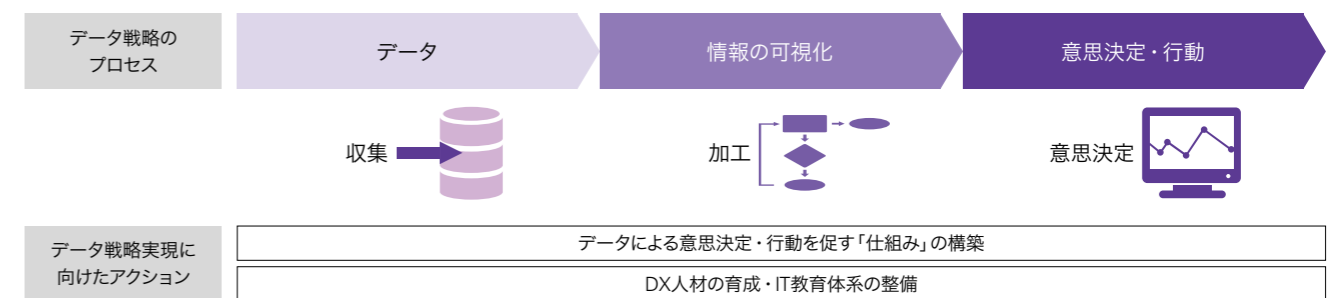 データ戦略の
プロセス
データ
情報の可視化
意思決定・行動
収集
加工
意思決定
データ戦略実現に
向けたアクション
データによる意思決定・行動を促す「仕組み」の構築
DX人材の育成・IT教育体系の整備